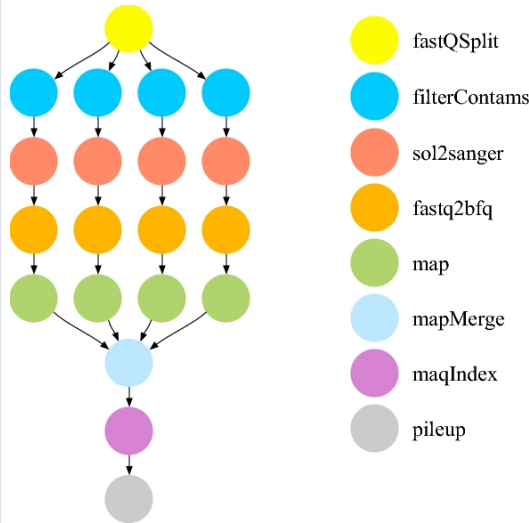 fastQSplit
filterContams
sol2sanger
fastq2bfq
map
mapMerge
maqIndex
pileup